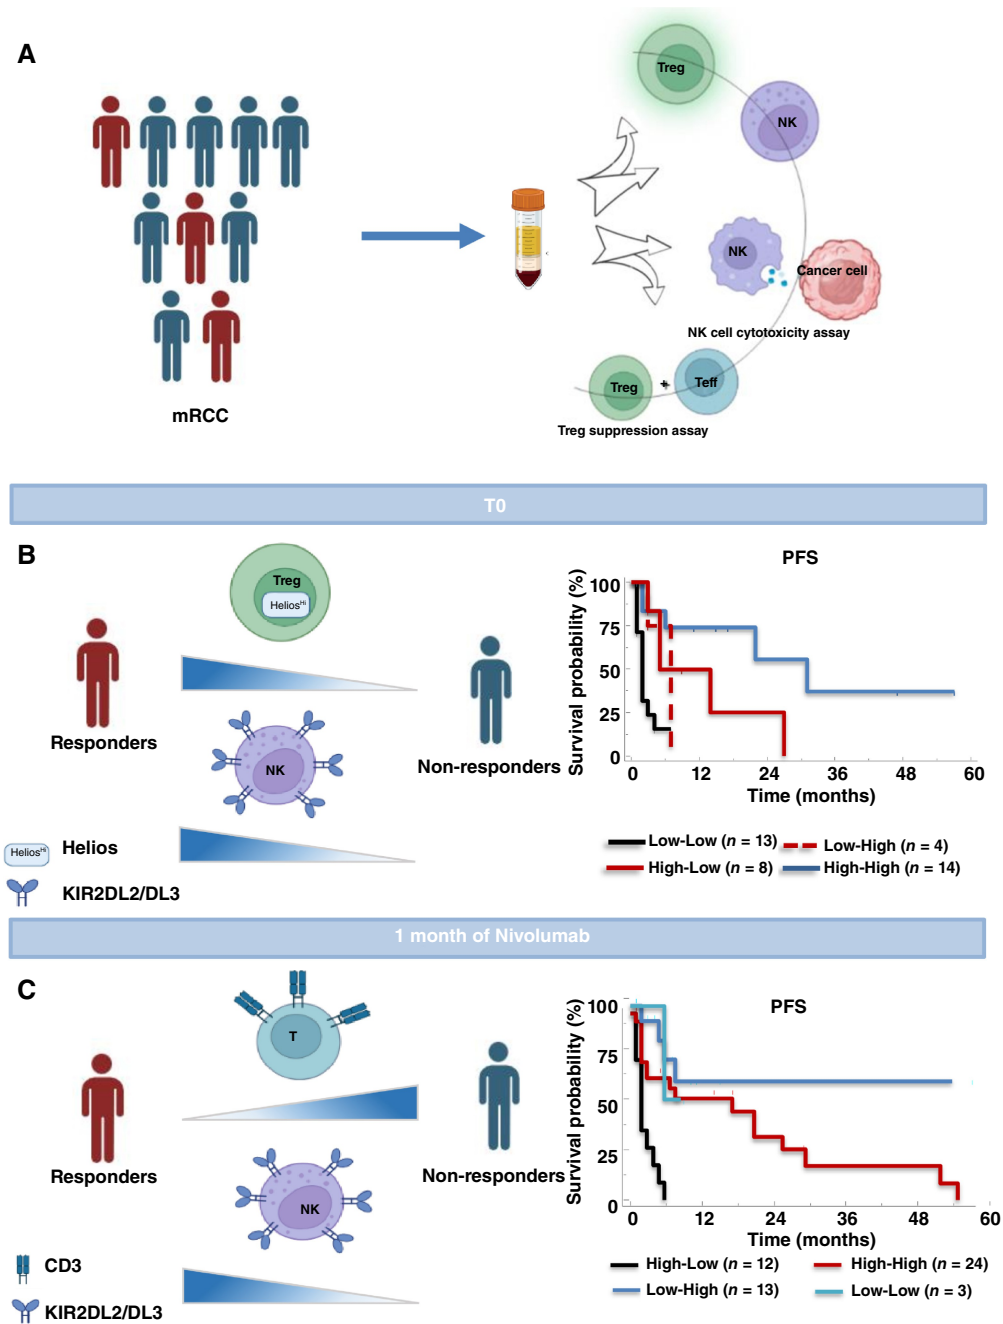 A
Treg
NK
NK
Cancer cell
NK cell cytotoxicity assay
Treg + Teff
Treg suppression assay
mRCC
T0
B
Treg
Helios^Hi
Responders
NK
Non-responders
Helios^Hi Helios
KIR2DL2/DL3
PFS
Survival probability (%)
100
75
50
25
0
0 12 24 36 48 60
Time (months)
Low-Low (n = 13) Low-High (n = 4)
High-Low (n = 8) High-High (n = 14)
1 month of Nivolumab
C
T
Responders
NK
Non-responders
CD3
KIR2DL2/DL3
PFS
Survival probability (%)
100
75
50
25
0
0 12 24 36 48 60
Time (months)
High-Low (n = 12) High-High (n = 24)
Low-High (n = 13) Low-Low (n = 3)